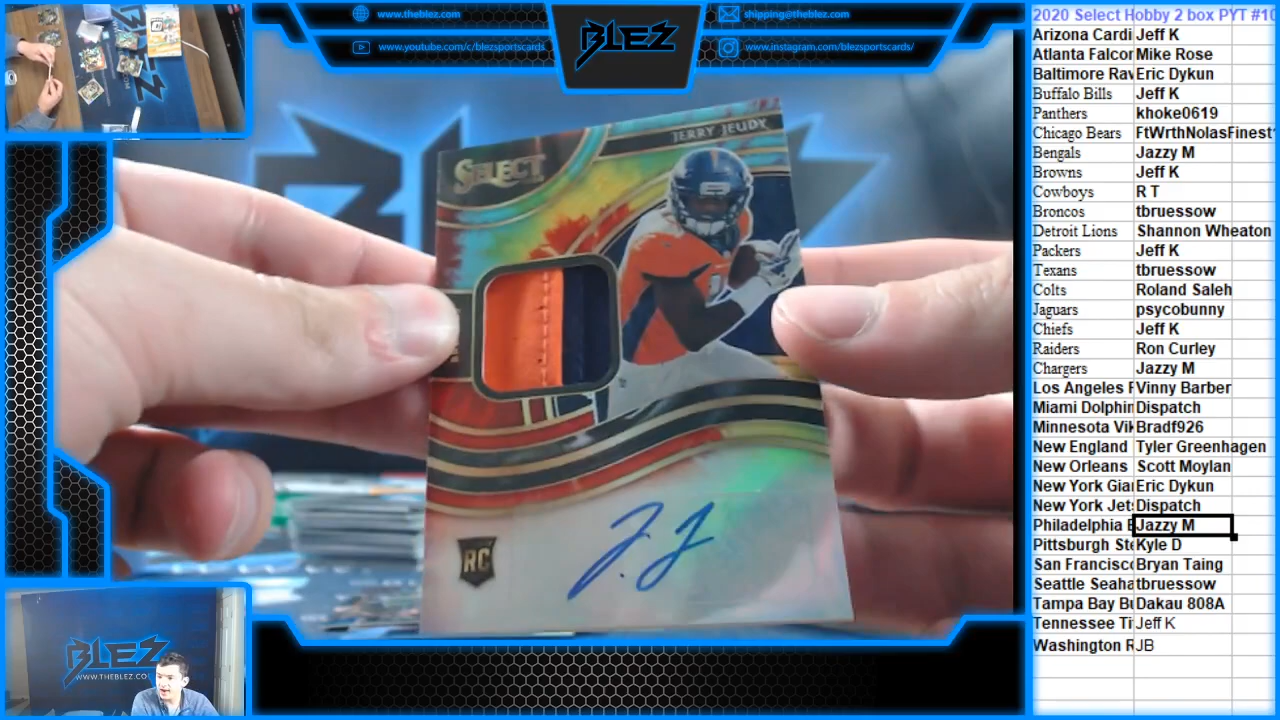 www.theblez.com
shipping@theblez.com
www.youtube.com/c/blezsportscards
www.instagram.com/blezsportscards/
BLEZ
SELECT
JERRY JEUDY
J. J.
RC
BLEZ
WWW.THEBLEZ.CO
2020 Select Hobby 2 box PYT #10
Arizona Cardi Jeff K
Atlanta Falcor Mike Rose
Baltimore Rav Eric Dykun
Buffalo Bills Jeff K
Panthers khoke0619
Chicago Bears FtWrthNolasFinest
Bengals Jazzy M
Browns Jeff K
Cowboys R T
Broncos tbruessow
Detroit Lions Shannon Wheaton
Packers Jeff K
Texans tbruessow
Colts Roland Saleh
Jaguars psycobunny
Chiefs Jeff K
Raiders Ron Curley
Chargers Jazzy M
Los Angeles F Vinny Barber
Miami Dolphin Dispatch
Minnesota Vik Bradf926
New England Tyler Greenhagen
New Orleans Scott Moylan
New York Gia Eric Dykun
New York Jets Dispatch
Philadelphia E Jazzy M
Pittsburgh Ste Kyle D
San Francisco Bryan Taing
Seattle Seaha tbruessow
Tampa Bay Bu Dakau 808A
Tennessee Ti Jeff K
Washington R JB